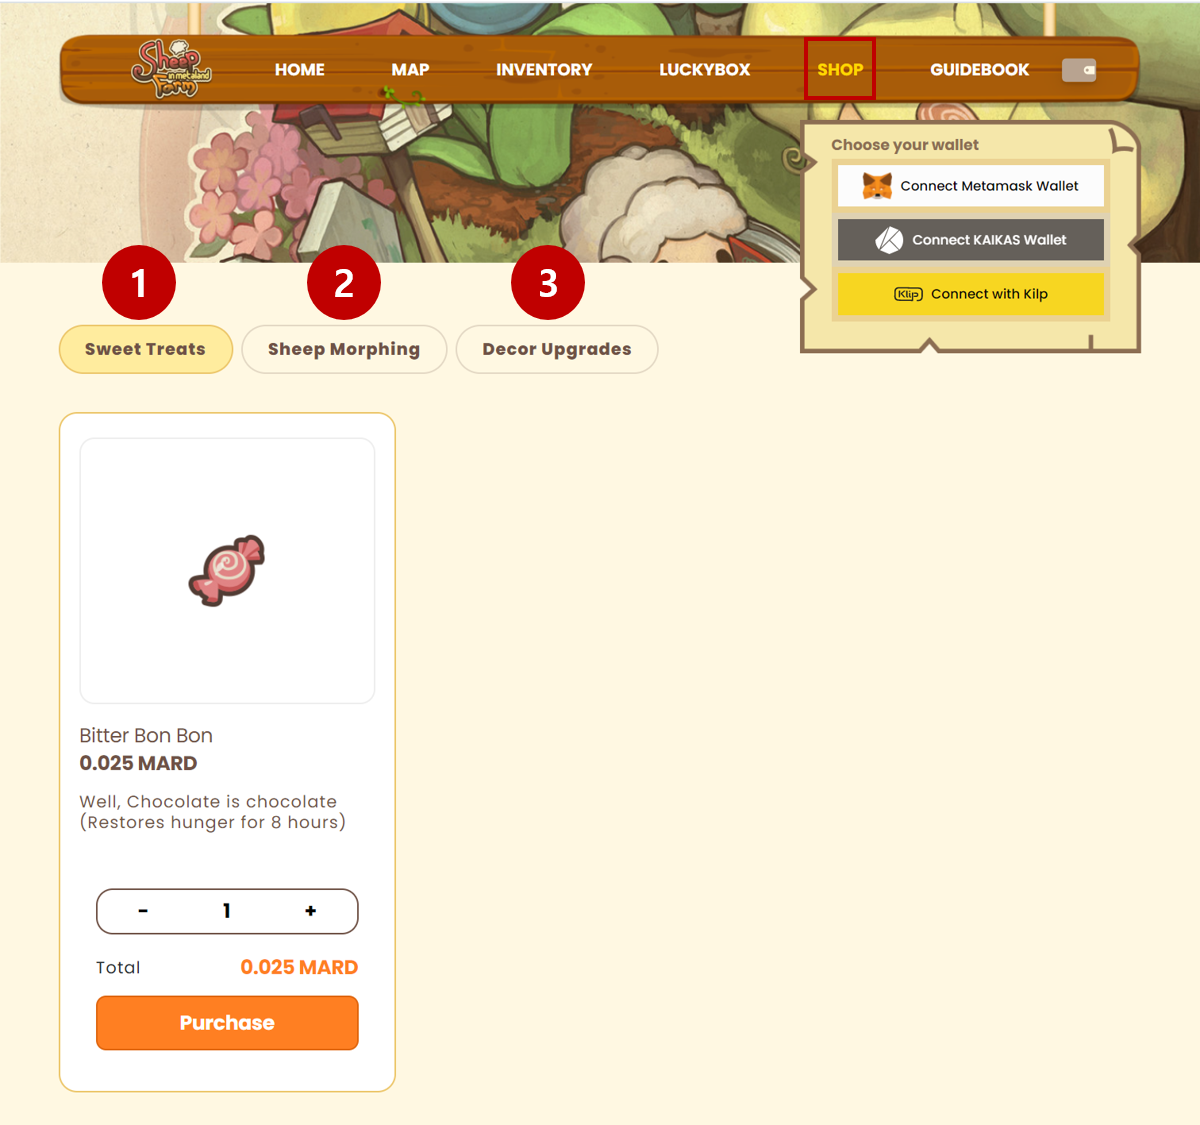 Sheep
in metaland
Farm
HOME
MAP
INVENTORY
LUCKYBOX
SHOP
GUIDEBOOK
Choose your wallet
Connect Metamask Wallet
Connect KAIKAS Wallet
Klip Connect with Kilp
1
2
3
Sweet Treats
Sheep Morphing
Decor Upgrades
Bitter Bon Bon
0.025 MARD
Well, Chocolate is chocolate
(Restores hunger for 8 hours)
- 1 +
Total 0.025 MARD
Purchase